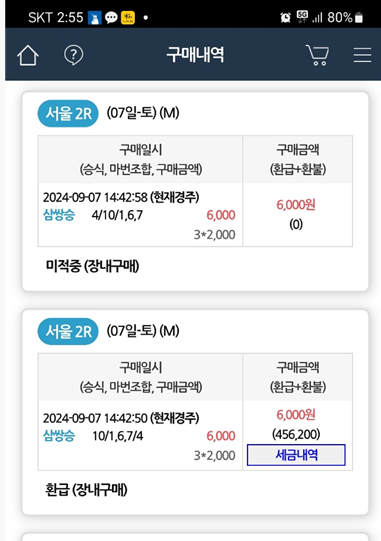 SKT 2:55 80%
구매내역
서울 2R (07일-토) (M)
구매일시 구매금액
(승식, 마번조합, 구매금액) (환급+환불)
2024-09-07 14:42:58 (현재경주) 6,000원
삼쌍승 4/10/1,6,7 6,000 (0)
3*2,000
미적중 (장내구매)
서울 2R (07일-토) (M)
구매일시 구매금액
(승식, 마번조합, 구매금액) (환급+환불)
2024-09-07 14:42:50 (현재경주) 6,000원
삼쌍승 10/1,6,7/4 6,000 (456,200)
3*2,000 세금내역
환급 (장내구매)